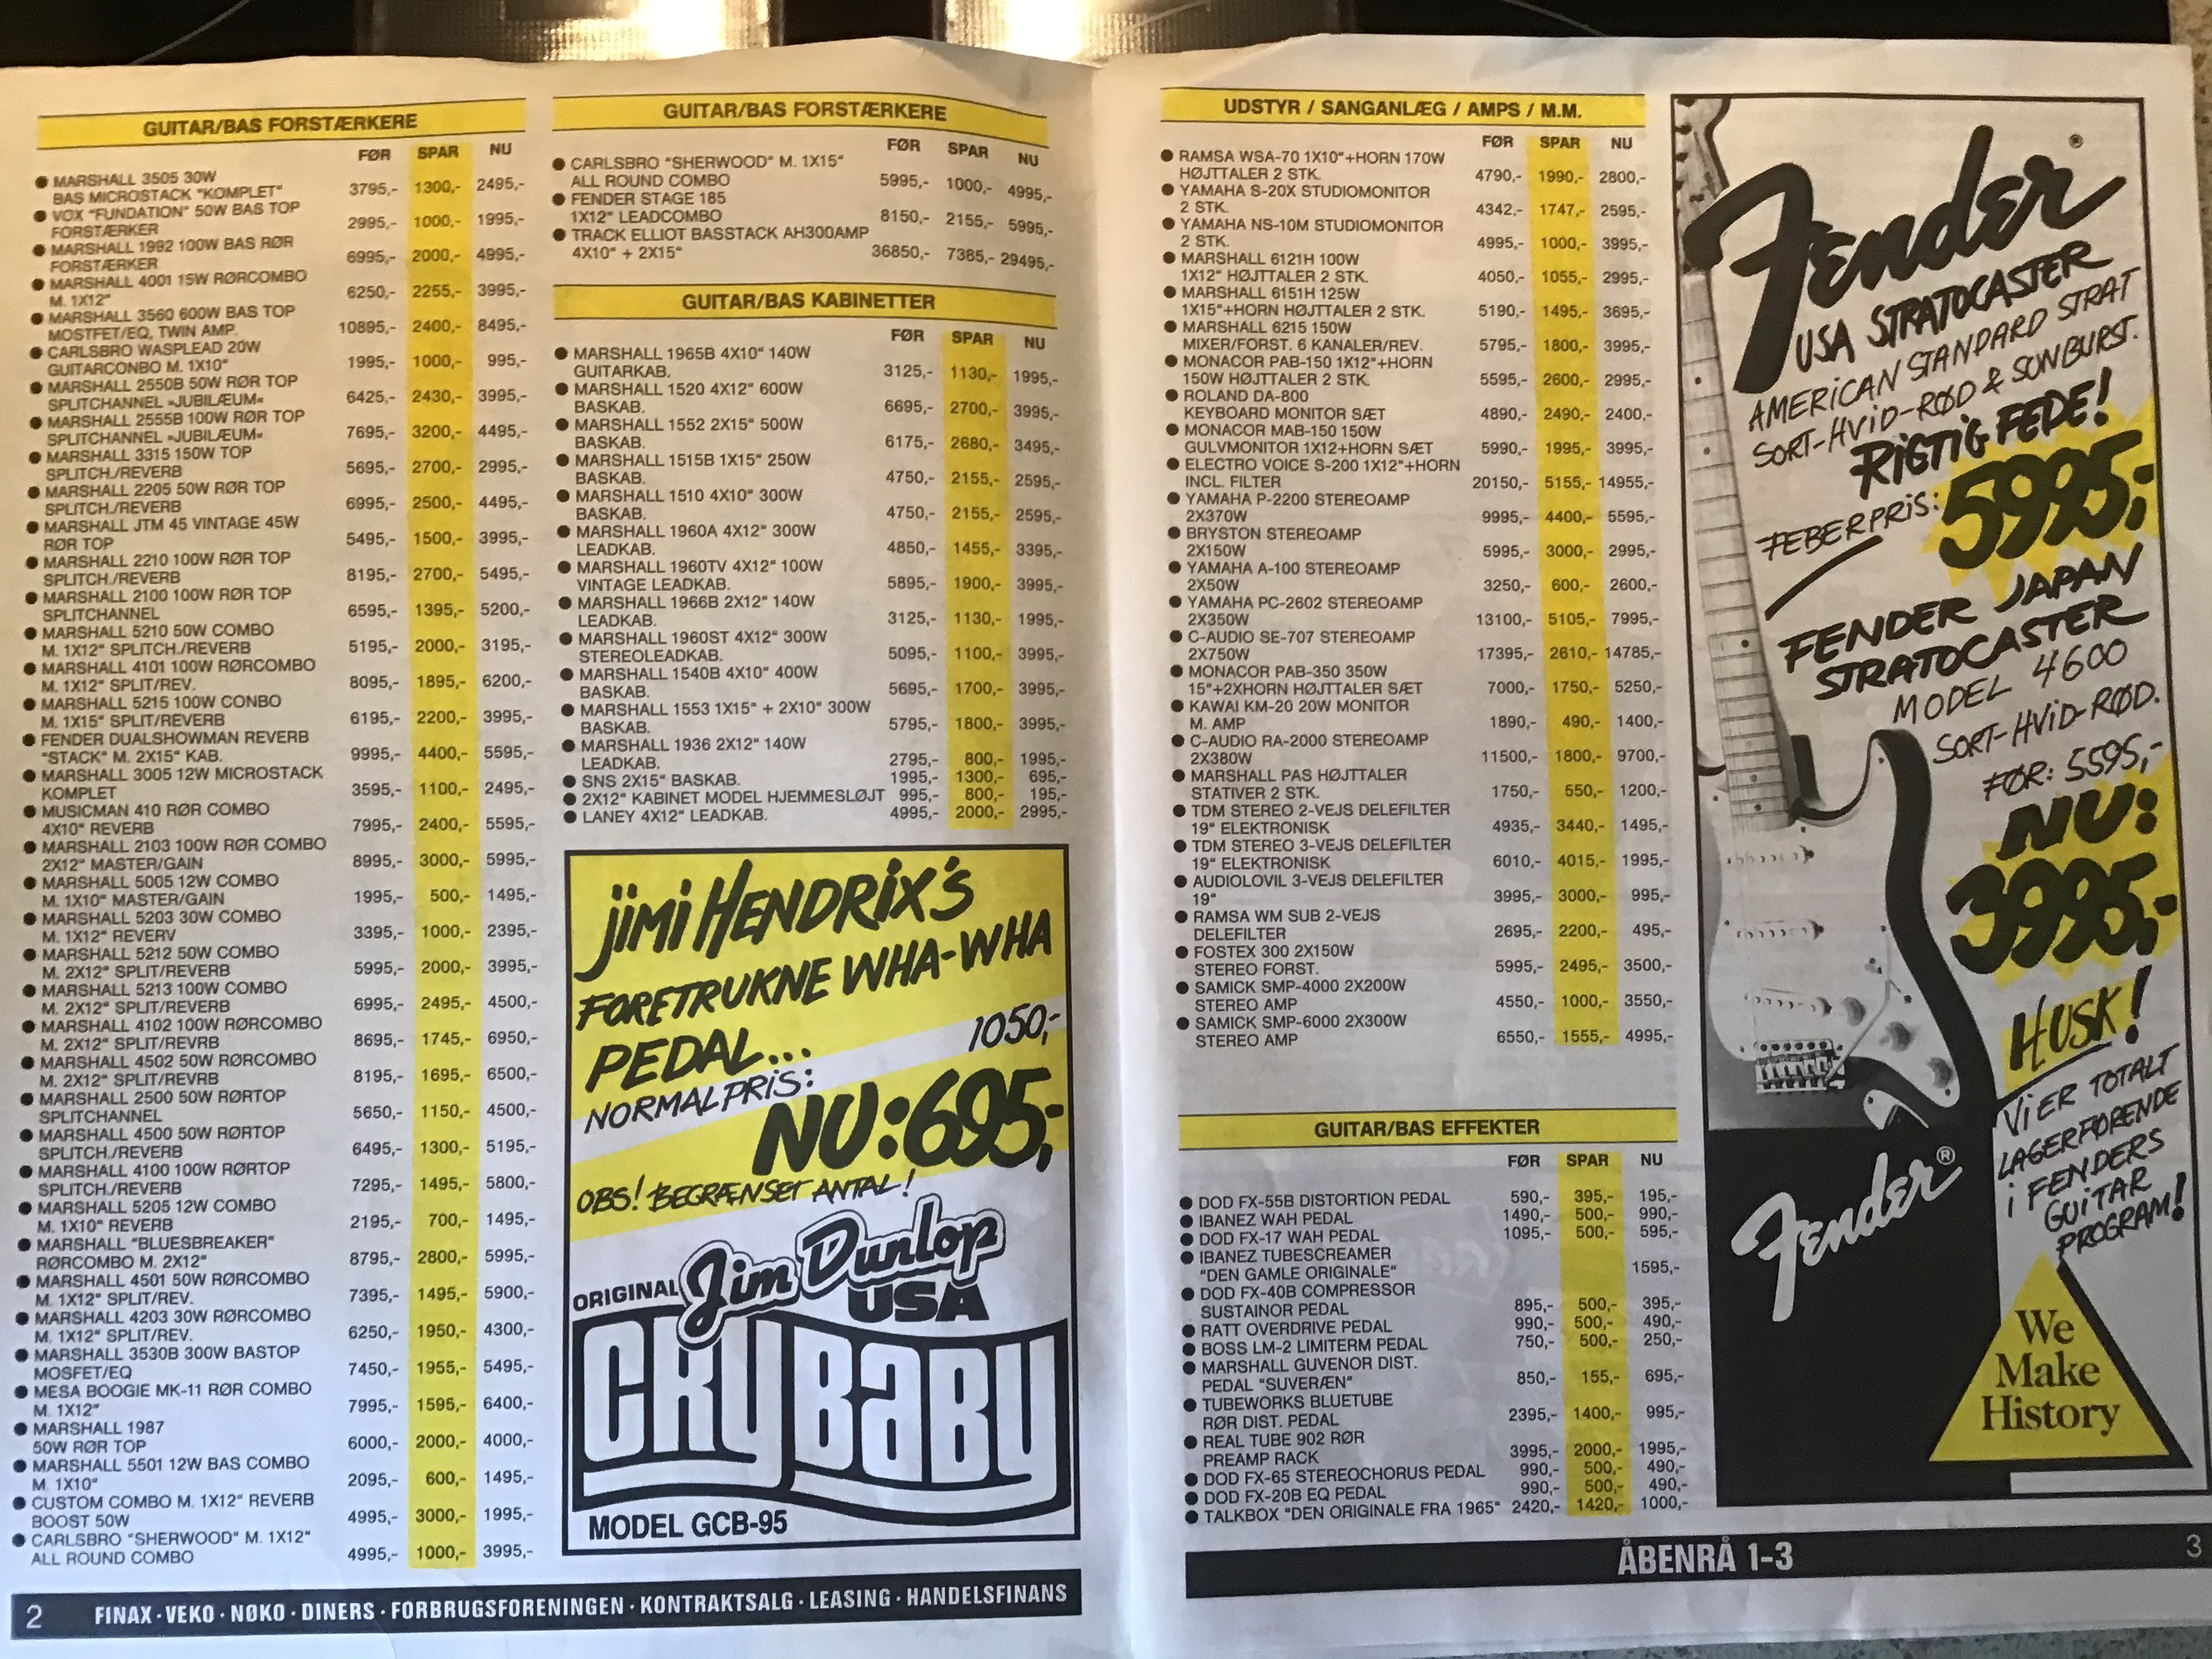 GUITAR/BAS FORSTÆRKERE
FØR SPAR NU
● MARSHALL 3505 30W
BAS MICROSTACK "KOMPLET" 3795,- 1300,- 2495,-
● VOX "FUNDATION" 50W BAS TOP
FORSTÆRKER 2995,- 1000,- 1995,-
● MARSHALL 1992 100W BAS RØR
FORSTÆRKER 6995,- 2000,- 4995,-
● MARSHALL 4001 15W RØRCOMBO
M. 1X12" 6250,- 2255,- 3995,-
● MARSHALL 3560 600W BAS TOP
MOSTFET/EQ, TWIN AMP. 10895,- 2400,- 8495,-
● CARLSBRO WASPLEAD 20W
GUITARCONBO M. 1X10" 1995,- 1000,- 995,-
● MARSHALL 2550B 50W RØR TOP
SPLITCHANNEL »JUBILÆUM« 6425,- 2430,- 3995,-
● MARSHALL 2555B 100W RØR TOP
SPLITCHANNEL »JUBILÆUM« 7695,- 3200,- 4495,-
● MARSHALL 3315 150W TOP
SPLITCH./REVERB 5695,- 2700,- 2995,-
● MARSHALL 2205 50W RØR TOP
SPLITCH./REVERB 6995,- 2500,- 4495,-
● MARSHALL JTM 45 VINTAGE 45W
RØR TOP 5495,- 1500,- 3995,-
● MARSHALL 2210 100W RØR TOP
SPLITCH./REVERB 8195,- 2700,- 5495,-
● MARSHALL 2100 100W RØR TOP
SPLITCHANNEL 6595,- 1395,- 5200,-
● MARSHALL 5210 50W COMBO
M. 1X12" SPLITCH./REVERB 5195,- 2000,- 3195,-
● MARSHALL 4101 100W RØRCOMBO
M. 1X12" SPLIT/REV. 8095,- 1895,- 6200,-
● MARSHALL 5215 100W CONBO
M. 1X15" SPLIT/REVERB 6195,- 2200,- 3995,-
● FENDER DUALSHOWMAN REVERB
"STACK" M. 2X15" KAB. 9995,- 4400,- 5595,-
● MARSHALL 3005 12W MICROSTACK
KOMPLET 3595,- 1100,- 2495,-
● MUSICMAN 410 RØR COMBO
4X10" REVERB 7995,- 2400,- 5595,-
● MARSHALL 2103 100W RØR COMBO
2X12" MASTER/GAIN 8995,- 3000,- 5995,-
● MARSHALL 5005 12W COMBO
M. 1X10" MASTER/GAIN 1995,- 500,- 1495,-
● MARSHALL 5203 30W COMBO
M. 1X12" REVERV 3395,- 1000,- 2395,-
● MARSHALL 5212 50W COMBO
M. 2X12" SPLIT/REVERB 5995,- 2000,- 3995,-
● MARSHALL 5213 100W COMBO
M. 2X12" SPLIT/REVERB 6995,- 2495,- 4500,-
● MARSHALL 4102 100W RØRCOMBO
M. 2X12" SPLIT/REVRB 8695,- 1745,- 6950,-
● MARSHALL 4502 50W RØRCOMBO
M. 2X12" SPLIT/REVRB 8195,- 1695,- 6500,-
● MARSHALL 2500 50W RØRTOP
SPLITCHANNEL 5650,- 1150,- 4500,-
● MARSHALL 4500 50W RØRTOP
SPLITCH./REVERB 6495,- 1300,- 5195,-
● MARSHALL 4100 100W RØRTOP
SPLITCH./REVERB 7295,- 1495,- 5800,-
● MARSHALL 5205 12W COMBO
M. 1X10" REVERB 2195,- 700,- 1495,-
● MARSHALL "BLUESBREAKER"
RØRCOMBO M. 2X12" 8795,- 2800,- 5995,-
● MARSHALL 4501 50W RØRCOMBO
M. 1X12" SPLIT/REV. 7395,- 1495,- 5900,-
● MARSHALL 4203 30W RØRCOMBO
M. 1X12" SPLIT/REV. 6250,- 1950,- 4300,-
● MARSHALL 3530B 300W BASTOP
MOSFET/EQ 7450,- 1955,- 5495,-
● MESA BOOGIE MK-11 RØR COMBO
M. 1X12" 7995,- 1595,- 6400,-
● MARSHALL 1987
50W RØR TOP 6000,- 2000,- 4000,-
● MARSHALL 5501 12W BAS COMBO
M. 1X10" 2095,- 600,- 1495,-
● CUSTOM COMBO M. 1X12" REVERB
BOOST 50W 4995,- 3000,- 1995,-
● CARLSBRO "SHERWOOD" M. 1X12"
ALL ROUND COMBO 4995,- 1000,- 3995,-
GUITAR/BAS FORSTÆRKERE
FØR SPAR NU
● CARLSBRO "SHERWOOD" M. 1X15"
ALL ROUND COMBO 5995,- 1000,- 4995,-
● FENDER STAGE 185
1X12" LEADCOMBO 8150,- 2155,- 5995,-
● TRACK ELLIOT BASSTACK AH300AMP
4X10" + 2X15" 36850,- 7385,- 29495,-
GUITAR/BAS KABINETTER
FØR SPAR NU
● MARSHALL 1965B 4X10" 140W
GUITARKAB. 3125,- 1130,- 1995,-
● MARSHALL 1520 4X12" 600W
BASKAB. 6695,- 2700,- 3995,-
● MARSHALL 1552 2X15" 500W
BASKAB. 6175,- 2680,- 3495,-
● MARSHALL 1515B 1X15" 250W
BASKAB. 4750,- 2155,- 2595,-
● MARSHALL 1510 4X10" 300W
BASKAB. 4750,- 2155,- 2595,-
● MARSHALL 1960A 4X12" 300W
LEADKAB. 4850,- 1455,- 3395,-
● MARSHALL 1960TV 4X12" 100W
VINTAGE LEADKAB. 5895,- 1900,- 3995,-
● MARSHALL 1966B 2X12" 140W
LEADKAB. 3125,- 1130,- 1995,-
● MARSHALL 1960ST 4X12" 300W
STEREOLEADKAB. 5095,- 1100,- 3995,-
● MARSHALL 1540B 4X10" 400W
BASKAB. 5695,- 1700,- 3995,-
● MARSHALL 1553 1X15" + 2X10" 300W
BASKAB. 5795,- 1800,- 3995,-
● MARSHALL 1936 2X12" 140W
LEADKAB. 2795,- 800,- 1995,-
● SNS 2X15" BASKAB. 1995,- 1300,- 695,-
● 2X12" KABINET MODEL HJEMMESLØJT 995,- 800,- 195,-
● LANEY 4X12" LEADKAB. 4995,- 2000,- 2995,-
JIMI HENDRIX'S
FORETRUKNE WHA-WHA
PEDAL...
NORMALPRIS: 1050,-
NU: 695,-
OBS! BEGRÆNSET ANTAL!
ORIGINAL Jim Dunlop
USA
CRYBABY
MODEL GCB-95
2 FINAX · VEKO · NØKO · DINERS · FORBRUGSFORENINGEN · KONTRAKTSALG · LEASING · HANDELSFINANS
UDSTYR / SANGANLÆG / AMPS / M.M.
FØR SPAR NU
● RAMSA WSA-70 1X10"+HORN 170W
HØJTTALER 2 STK. 4790,- 1990,- 2800,-
● YAMAHA S-20X STUDIOMONITOR
2 STK. 4342,- 1747,- 2595,-
● YAMAHA NS-10M STUDIOMONITOR
2 STK. 4995,- 1000,- 3995,-
● MARSHALL 6121H 100W
1X12" HØJTTALER 2 STK. 4050,- 1055,- 2995,-
● MARSHALL 6151H 125W
1X15"+HORN HØJTTALER 2 STK. 5190,- 1495,- 3695,-
● MARSHALL 6215 150W
MIXER/FORST. 6 KANALER/REV. 5795,- 1800,- 3995,-
● MONACOR PAB-150 1X12"+HORN
150W HØJTTALER 2 STK. 5595,- 2600,- 2995,-
● ROLAND DA-800
KEYBOARD MONITOR SÆT 4890,- 2490,- 2400,-
● MONACOR MAB-150 150W
GULVMONITOR 1X12+HORN SÆT 5990,- 1995,- 3995,-
● ELECTRO VOICE S-200 1X12"+HORN
INCL. FILTER 20150,- 5155,- 14955,-
● YAMAHA P-2200 STEREOAMP
2X370W 9995,- 4400,- 5595,-
● BRYSTON STEREOAMP
2X150W 5995,- 3000,- 2995,-
● YAMAHA A-100 STEREOAMP
2X50W 3250,- 600,- 2600,-
● YAMAHA PC-2602 STEREOAMP
2X350W 13100,- 5105,- 7995,-
● C-AUDIO SE-707 STEREOAMP
2X750W 17395,- 2610,- 14785,-
● MONACOR PAB-350 350W
15"+2XHORN HØJTTALER SÆT 7000,- 1750,- 5250,-
● KAWAI KM-20 20W MONITOR
M. AMP 1890,- 490,- 1400,-
● C-AUDIO RA-2000 STEREOAMP
2X380W 11500,- 1800,- 9700,-
● MARSHALL PAS HØJTTALER
STATIVER 2 STK. 1750,- 550,- 1200,-
● TDM STEREO 2-VEJS DELEFILTER
19" ELEKTRONISK 4935,- 3440,- 1495,-
● TDM STEREO 3-VEJS DELEFILTER
19" ELEKTRONISK 6010,- 4015,- 1995,-
● AUDIOLOVIL 3-VEJS DELEFILTER
19" 3995,- 3000,- 995,-
● RAMSA WM SUB 2-VEJS
DELEFILTER 2695,- 2200,- 495,-
● FOSTEX 300 2X150W
STEREO FORST. 5995,- 2495,- 3500,-
● SAMICK SMP-4000 2X200W
STEREO AMP 4550,- 1000,- 3550,-
● SAMICK SMP-6000 2X300W
STEREO AMP 6550,- 1555,- 4995,-
GUITAR/BAS EFFEKTER
FØR SPAR NU
● DOD FX-55B DISTORTION PEDAL 590,- 395,- 195,-
● IBANEZ WAH PEDAL 1490,- 500,- 990,-
● DOD FX-17 WAH PEDAL 1095,- 500,- 595,-
● IBANEZ TUBESCREAMER
"DEN GAMLE ORIGINALE" 1595,-
● DOD FX-40B COMPRESSOR
SUSTAINOR PEDAL 895,- 500,- 395,-
● RATT OVERDRIVE PEDAL 990,- 500,- 490,-
● BOSS LM-2 LIMITERM PEDAL 750,- 500,- 250,-
● MARSHALL GUVENOR DIST.
PEDAL "SUVERÆN" 850,- 155,- 695,-
● TUBEWORKS BLUETUBE
RØR DIST. PEDAL 2395,- 1400,- 995,-
● REAL TUBE 902 RØR
PREAMP RACK 3995,- 2000,- 1995,-
● DOD FX-65 STEREOCHORUS PEDAL 990,- 500,- 490,-
● DOD FX-20B EQ PEDAL 990,- 500,- 490,-
● TALKBOX "DEN ORIGINALE FRA 1965" 2420,- 1420,- 1000,-
Fender®
USA STRATOCASTER
AMERICAN STANDARD STRAT
SORT-HVID-RØD & SUNBURST.
RIGTIG FEDE!
FEBERPRIS: 5995,-
FENDER JAPAN
STRATOCASTER
MODEL 4600
SORT-HVID-RØD.
FØR: 5595,-
NU:
3995,-
HUSK!
VI ER TOTALT
LAGERFØRENDE
I FENDERS
GUITAR
PROGRAM!
Fender®
We
Make
History
ÅBENRÅ 1-3
3